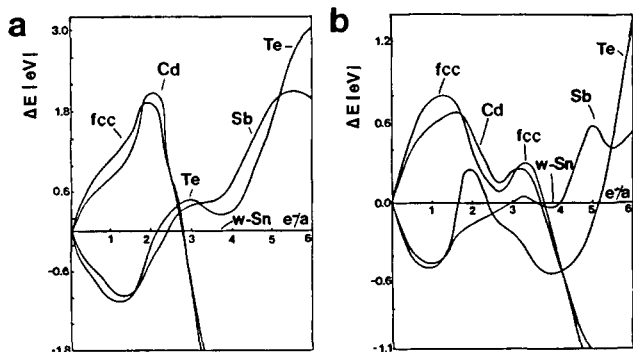 a
ΔE |eV|
3.0
1.8
0.6
-0.6
-1.8
1 2 3 4 5 6
e⁻/a
fcc
Cd
Te
Sb
Te
w-Sn
b
ΔE |eV|
1.2
0.6
0.0
-0.6
-e.1
1 2 3 4 5 6
e⁻/a
fcc
Cd
fcc
w-Sn
Sb
Te